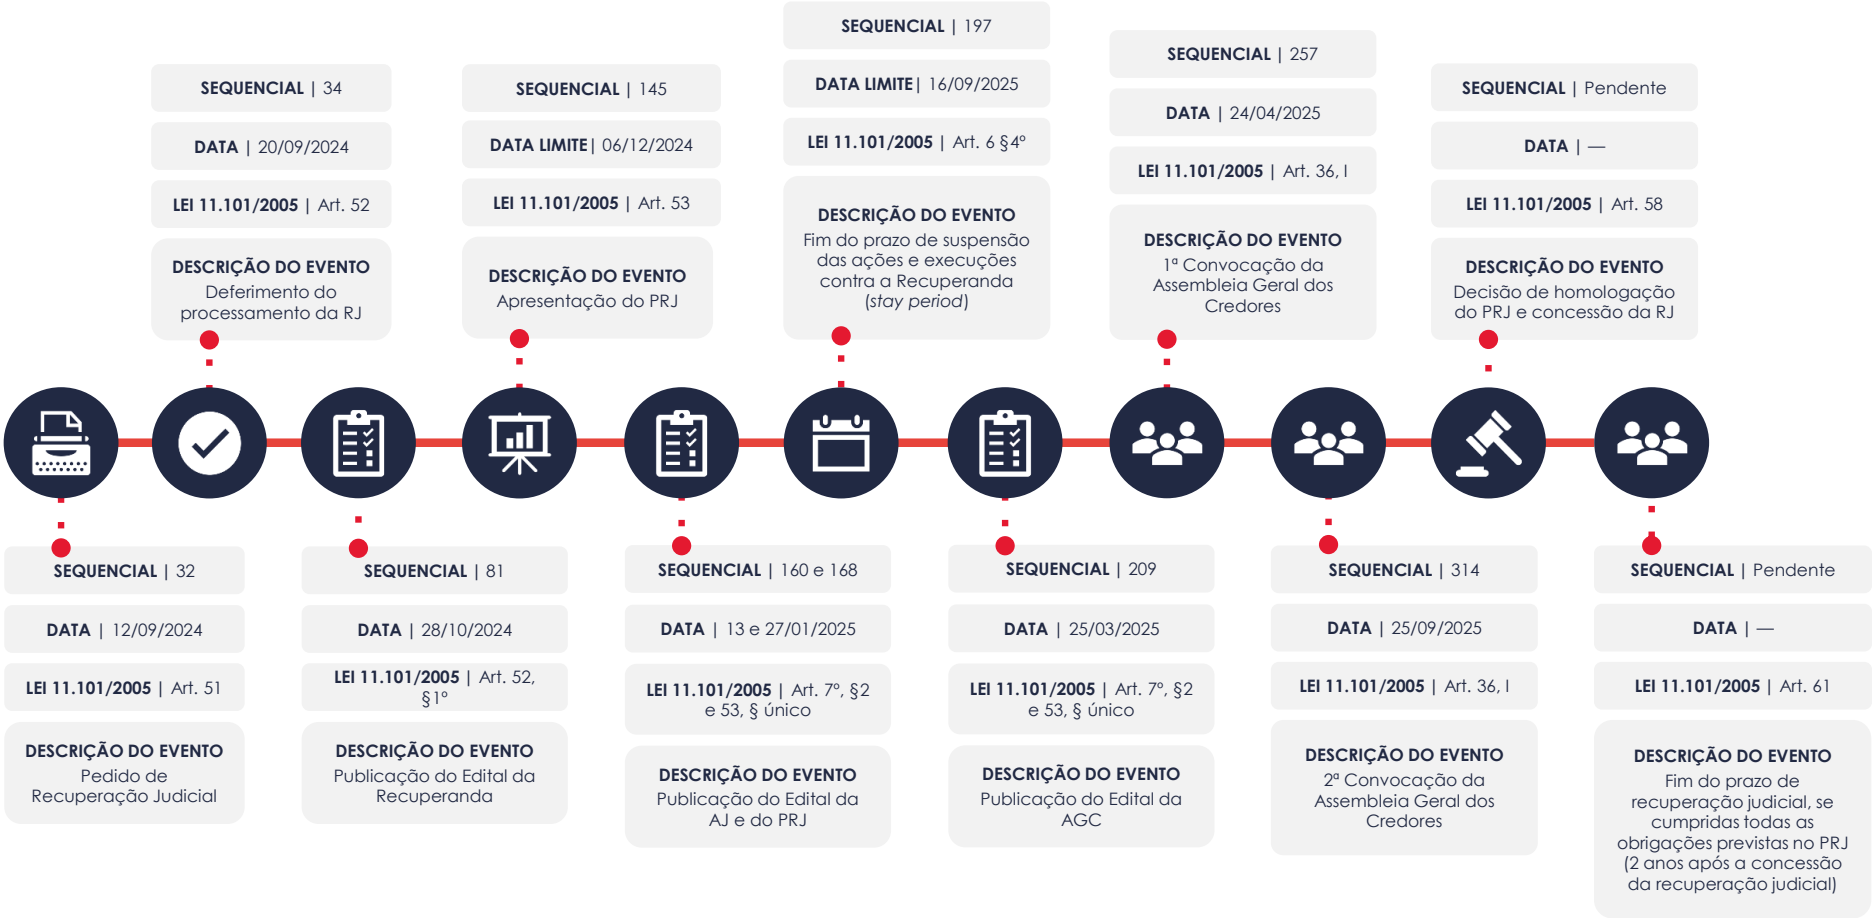 SEQUENCIAL | 34
DATA | 20/09/2024
LEI 11.101/2005 | Art. 52
DESCRIÇÃO DO EVENTO
Deferimento do
processamento da RJ
SEQUENCIAL | 145
DATA LIMITE| 06/12/2024
LEI 11.101/2005 | Art. 53
DESCRIÇÃO DO EVENTO
Apresentação do PRJ
SEQUENCIAL | 197
DATA LIMITE| 16/09/2025
LEI 11.101/2005 | Art. 6 §4º
DESCRIÇÃO DO EVENTO
Fim do prazo de suspensão
das ações e execuções
contra a Recuperanda
(stay period)
SEQUENCIAL | 257
DATA | 24/04/2025
LEI 11.101/2005 | Art. 36, I
DESCRIÇÃO DO EVENTO
1ª Convocação da
Assembleia Geral dos
Credores
SEQUENCIAL | Pendente
DATA | —
LEI 11.101/2005 | Art. 58
DESCRIÇÃO DO EVENTO
Decisão de homologação
do PRJ e concessão da RJ
SEQUENCIAL | 32
DATA | 12/09/2024
LEI 11.101/2005 | Art. 51
DESCRIÇÃO DO EVENTO
Pedido de
Recuperação Judicial
SEQUENCIAL | 81
DATA | 28/10/2024
LEI 11.101/2005 | Art. 52,
§1º
DESCRIÇÃO DO EVENTO
Publicação do Edital da
Recuperanda
SEQUENCIAL | 160 e 168
DATA | 13 e 27/01/2025
LEI 11.101/2005 | Art. 7º, §2
e 53, § único
DESCRIÇÃO DO EVENTO
Publicação do Edital da
AJ e do PRJ
SEQUENCIAL | 209
DATA | 25/03/2025
LEI 11.101/2005 | Art. 7º, §2
e 53, § único
DESCRIÇÃO DO EVENTO
Publicação do Edital da
AGC
SEQUENCIAL | 314
DATA | 25/09/2025
LEI 11.101/2005 | Art. 36, I
DESCRIÇÃO DO EVENTO
2ª Convocação da
Assembleia Geral dos
Credores
SEQUENCIAL | Pendente
DATA | —
LEI 11.101/2005 | Art. 61
DESCRIÇÃO DO EVENTO
Fim do prazo de
recuperação judicial, se
cumpridas todas as
obrigações previstas no PRJ
(2 anos após a concessão
da recuperação judicial)